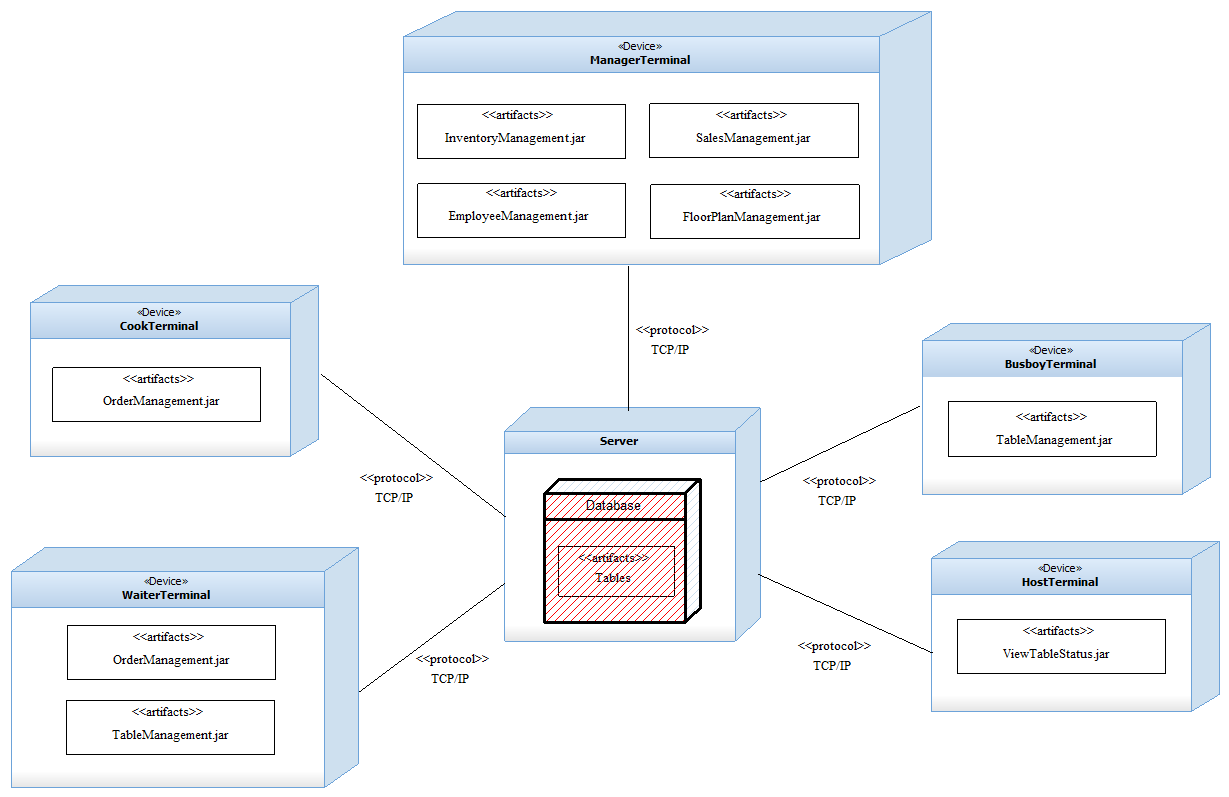 «Device»
ManagerTerminal
<<artifacts>>
InventoryManagement.jar
<<artifacts>>
SalesManagement.jar
<<artifacts>>
EmployeeManagement.jar
<<artifacts>>
FloorPlanManagement.jar
<<protocol>>
TCP/IP
«Device»
CookTerminal
<<artifacts>>
OrderManagement.jar
<<protocol>>
TCP/IP
«Device»
BusboyTerminal
<<artifacts>>
TableManagement.jar
<<protocol>>
TCP/IP
Server
Database
<<artifacts>>
Tables
«Device»
WaiterTerminal
<<artifacts>>
OrderManagement.jar
<<artifacts>>
TableManagement.jar
<<protocol>>
TCP/IP
«Device»
HostTerminal
<<artifacts>>
ViewTableStatus.jar
<<protocol>>
TCP/IP